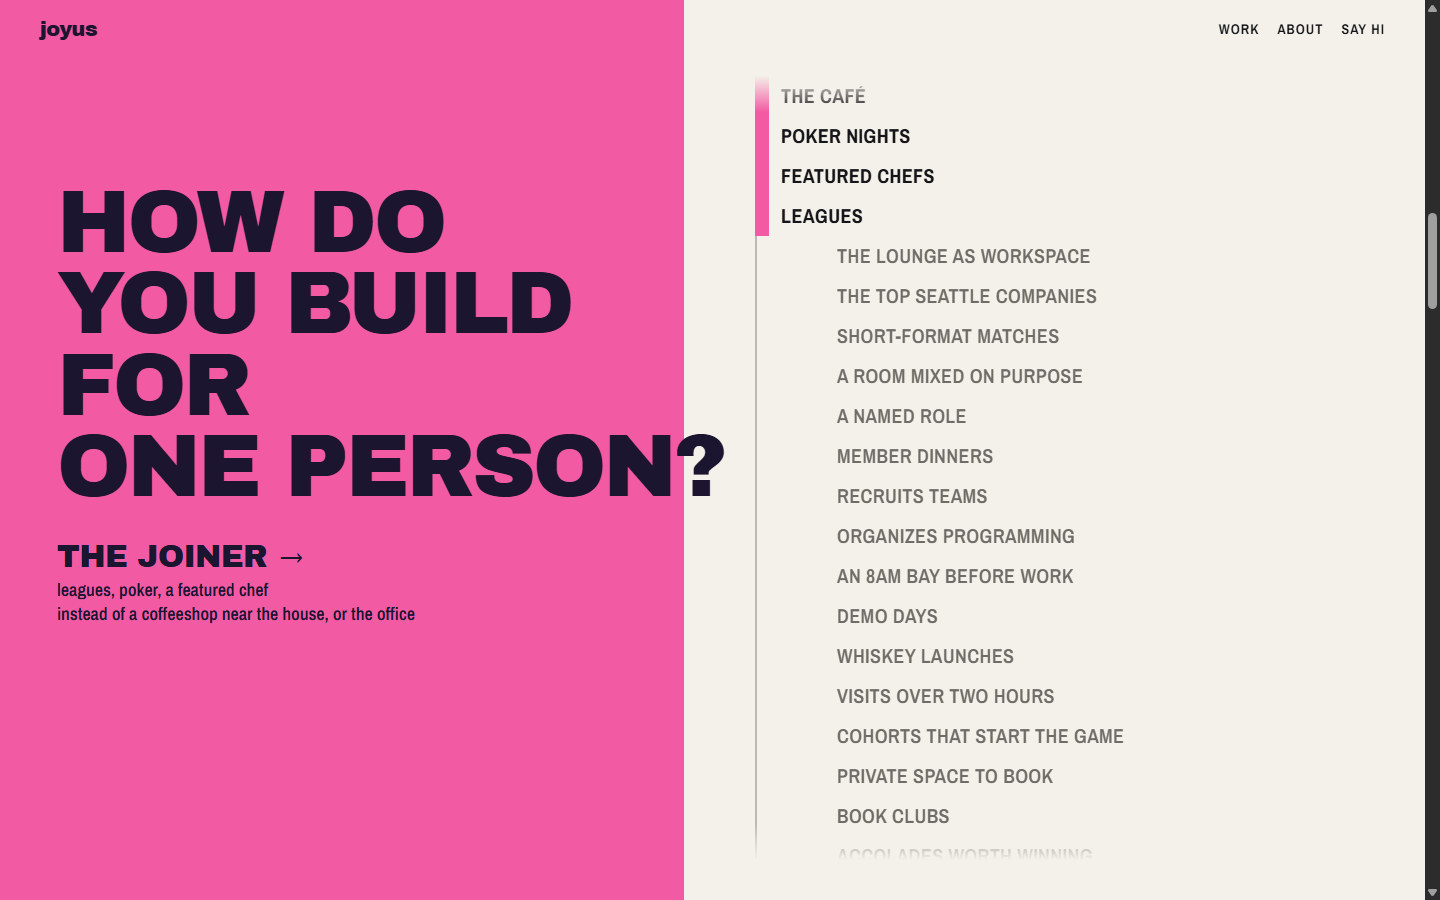 joyus
WORK ABOUT SAY HI
HOW DO
YOU BUILD
FOR
ONE PERSON?
THE JOINER →
leagues, poker, a featured chef
instead of a coffeeshop near the house, or the office
THE CAFÉ
POKER NIGHTS
FEATURED CHEFS
LEAGUES
THE LOUNGE AS WORKSPACE
THE TOP SEATTLE COMPANIES
SHORT-FORMAT MATCHES
A ROOM MIXED ON PURPOSE
A NAMED ROLE
MEMBER DINNERS
RECRUITS TEAMS
ORGANIZES PROGRAMMING
AN 8AM BAY BEFORE WORK
DEMO DAYS
WHISKEY LAUNCHES
VISITS OVER TWO HOURS
COHORTS THAT START THE GAME
PRIVATE SPACE TO BOOK
BOOK CLUBS
ACCOLADES WORTH WINNING